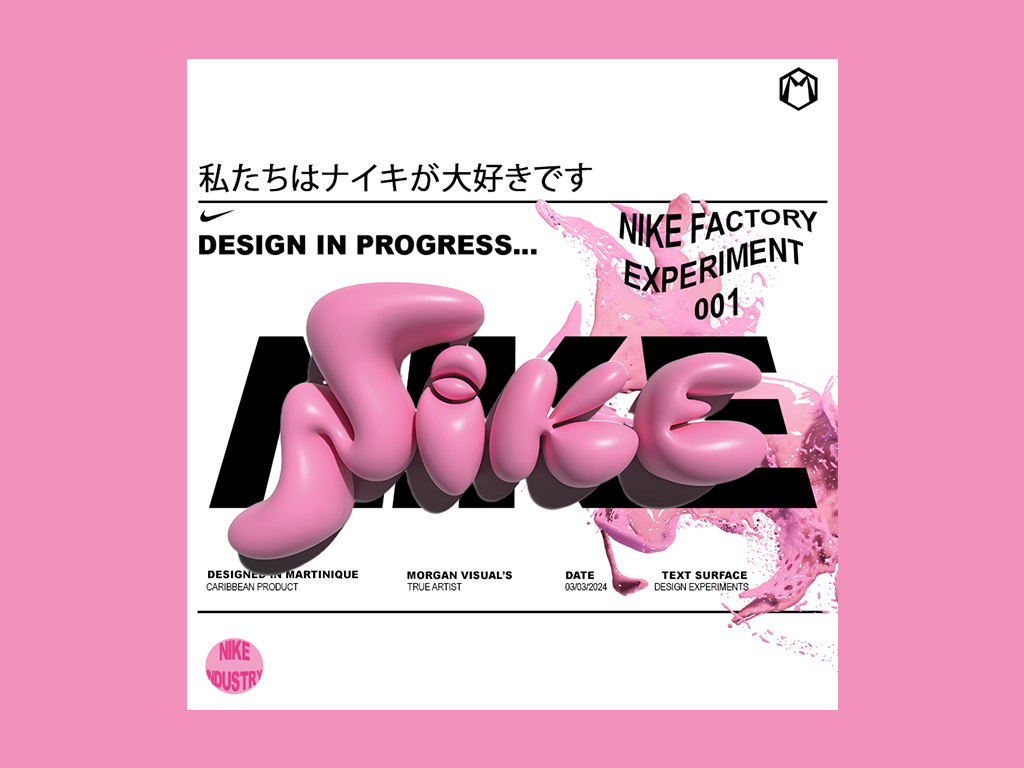 私たちはナイキが大好きです
DESIGN IN PROGRESS...
NIKE FACTORY
EXPERIMENT
001
NIKE
NiKE
DESIGNED IN MARTINIQUE
CARIBBEAN PRODUCT
MORGAN VISUAL'S
TRUE ARTIST
DATE
03/03/2024
TEXT SURFACE
DESIGN EXPERIMENTS
NIKE
INDUSTRY